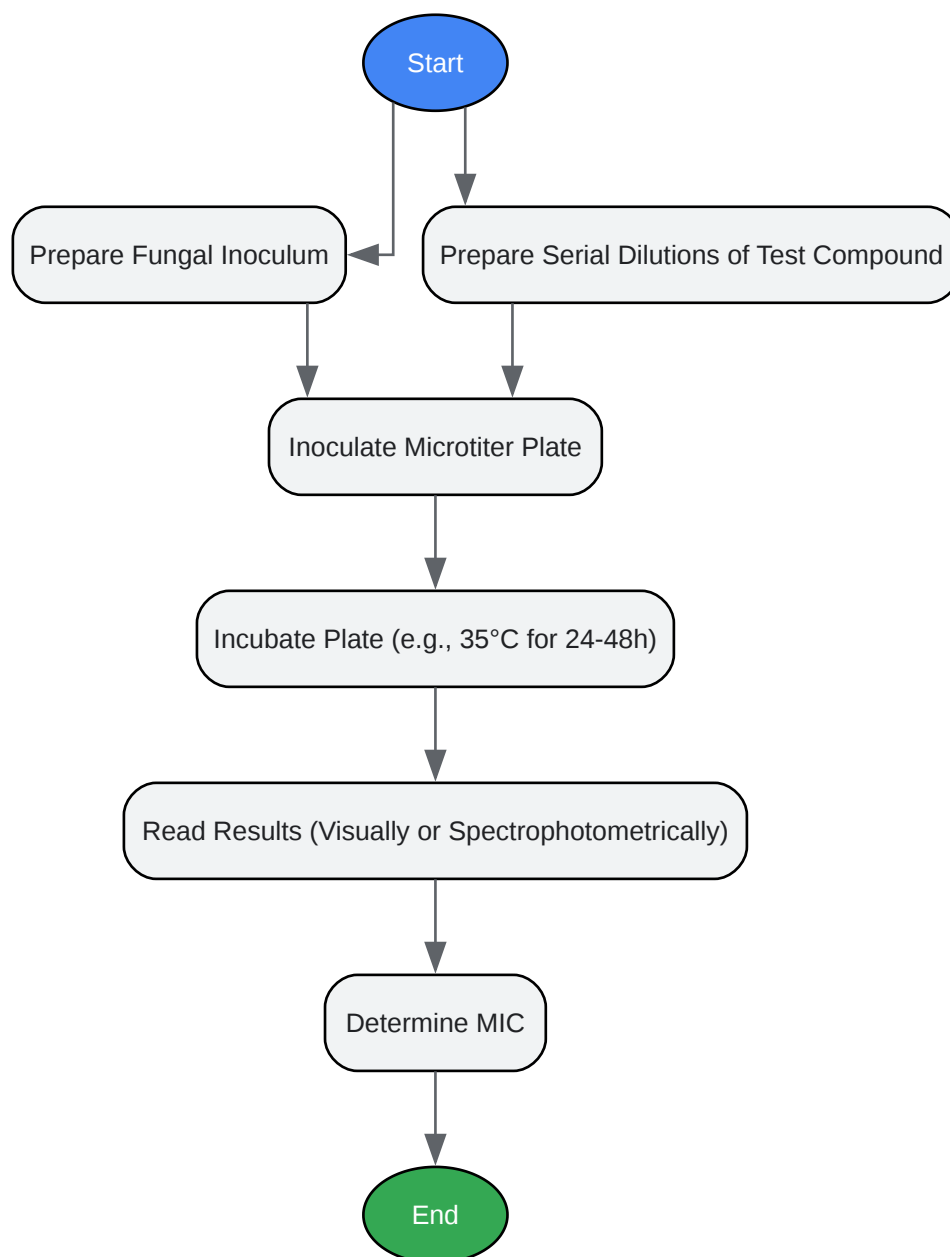 Start
Prepare Fungal Inoculum
Prepare Serial Dilutions of Test Compound
Inoculate Microtiter Plate
Incubate Plate (e.g., 35°C for 24-48h)
Read Results (Visually or Spectrophotometrically)
Determine MIC
End